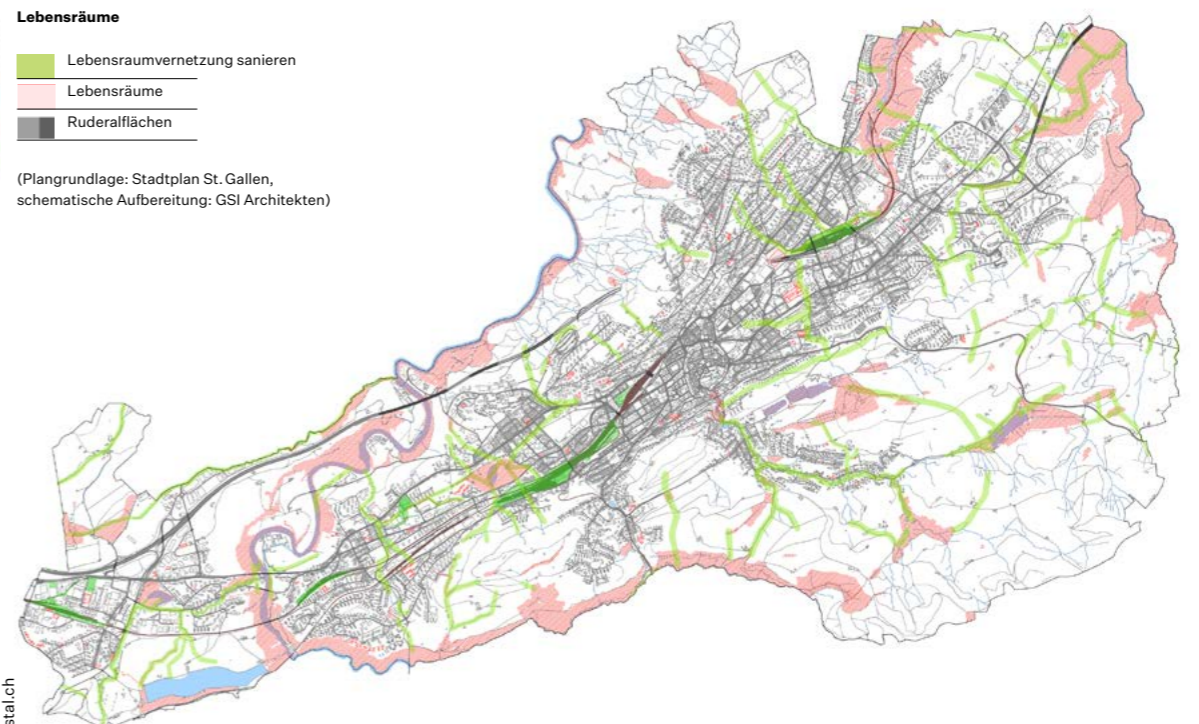 Lebensräume
Lebensraumvernetzung sanieren
Lebensräume
Ruderalflächen
(Plangrundlage: Stadtplan St. Gallen,
schematische Aufbereitung: GSI Architekten)
stal.ch